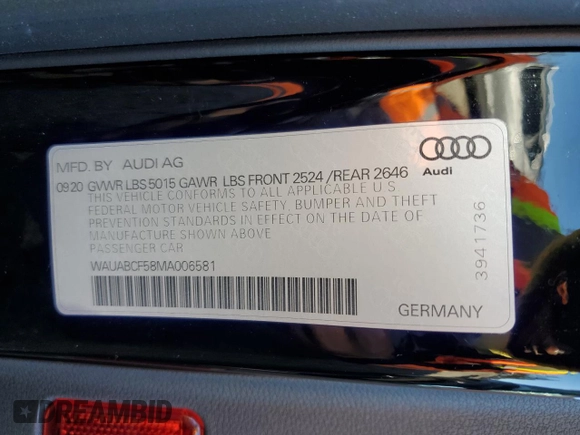 MFD. BY AUDI AG
0920 GVWR LBS 5015 GAWR LBS FRONT 2524 /REAR 2646
THIS VEHICLE CONFORMS TO ALL APPLICABLE U S
FEDERAL MOTOR VEHICLE SAFETY, BUMPER AND THEFT
PREVENTION STANDARDS IN EFFECT ON THE DATE OF
MANUFACTURE SHOWN ABOVE
PASSENGER CAR
WAUABCF58MA006581
Audi
3941736
GERMANY
DREAMBID